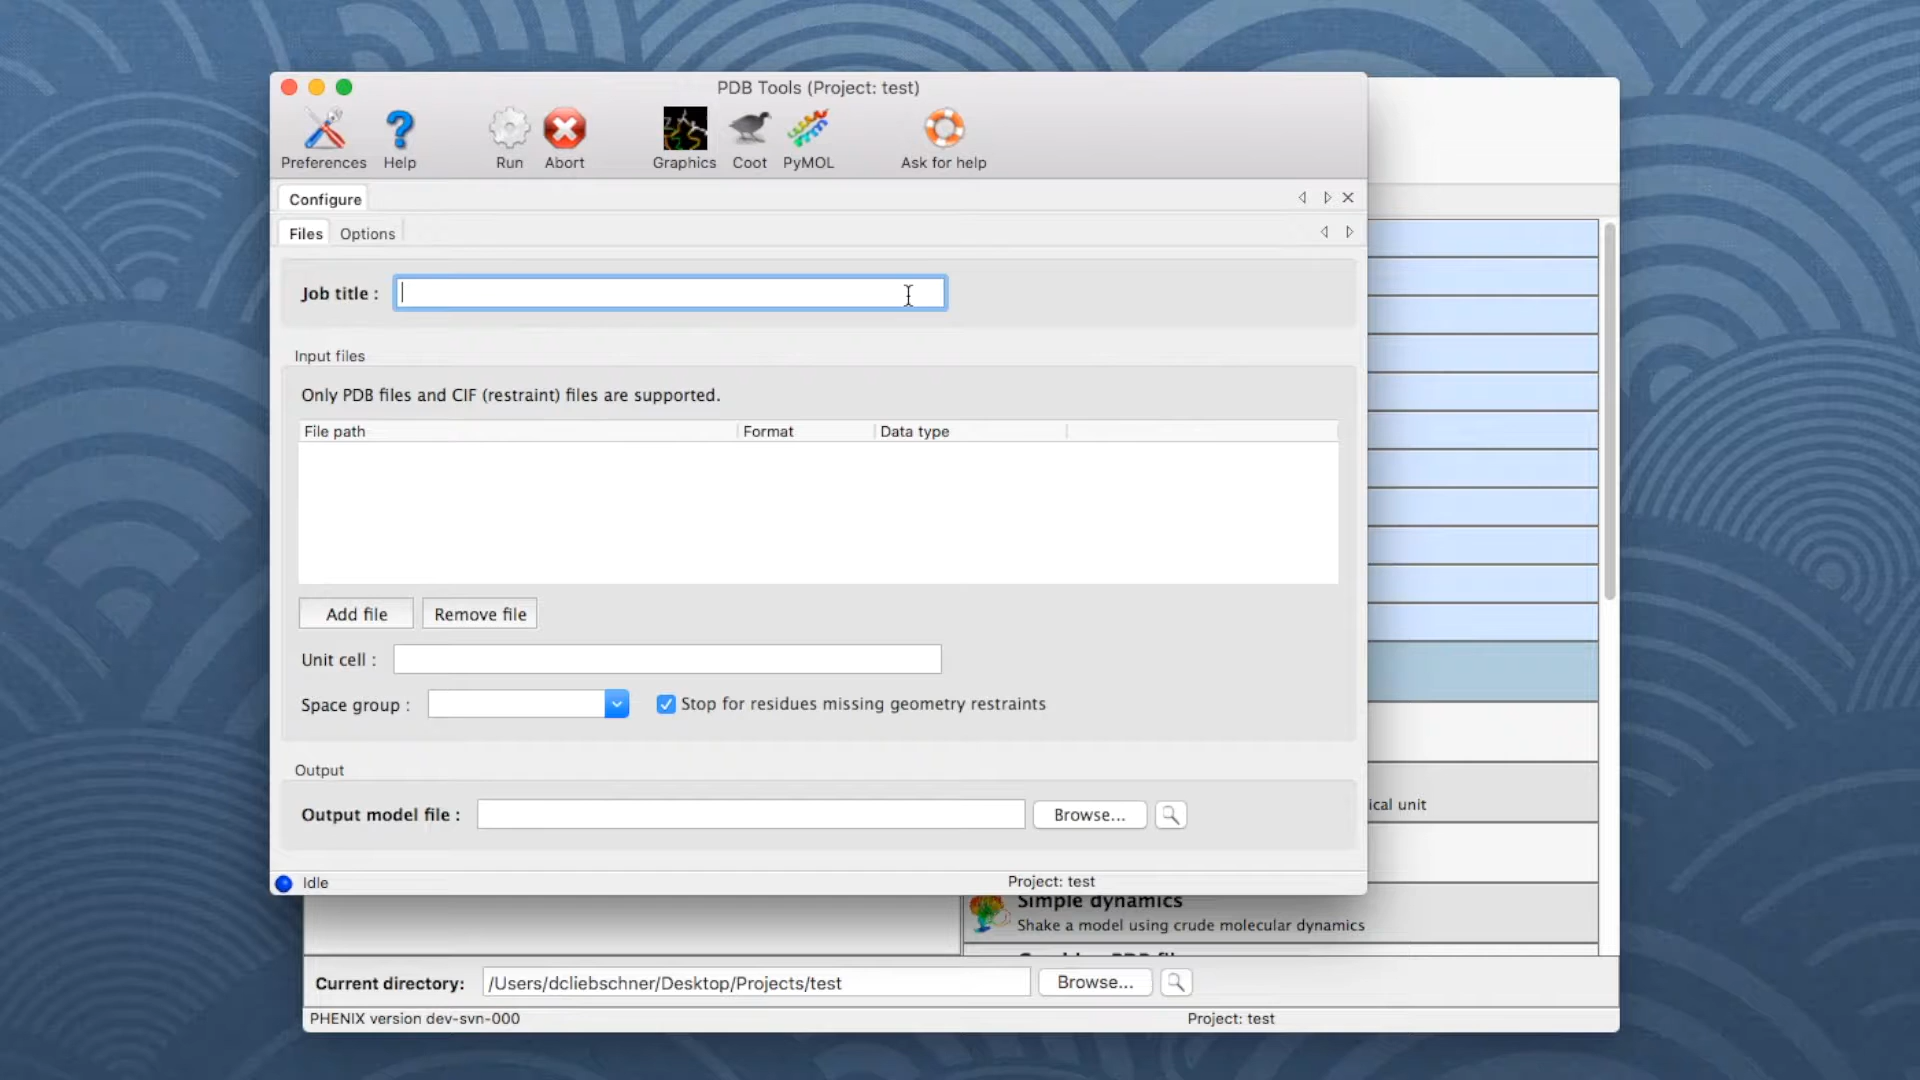 PDB Tools (Project: test)
Preferences Help Run Abort Graphics Coot PyMOL Ask for help
Configure
Files Options
Job title :
Input files
Only PDB files and CIF (restraint) files are supported.
File path Format Data type
Add file Remove file
Unit cell :
Space group : Stop for residues missing geometry restraints
ical unit
Output
Output model file : Browse...
Idle Project: test
Simple dynamics
Shake a model using crude molecular dynamics
Current directory: /Users/dcliebschner/Desktop/Projects/test Browse...
PHENIX version dev-svn-000 Project: test